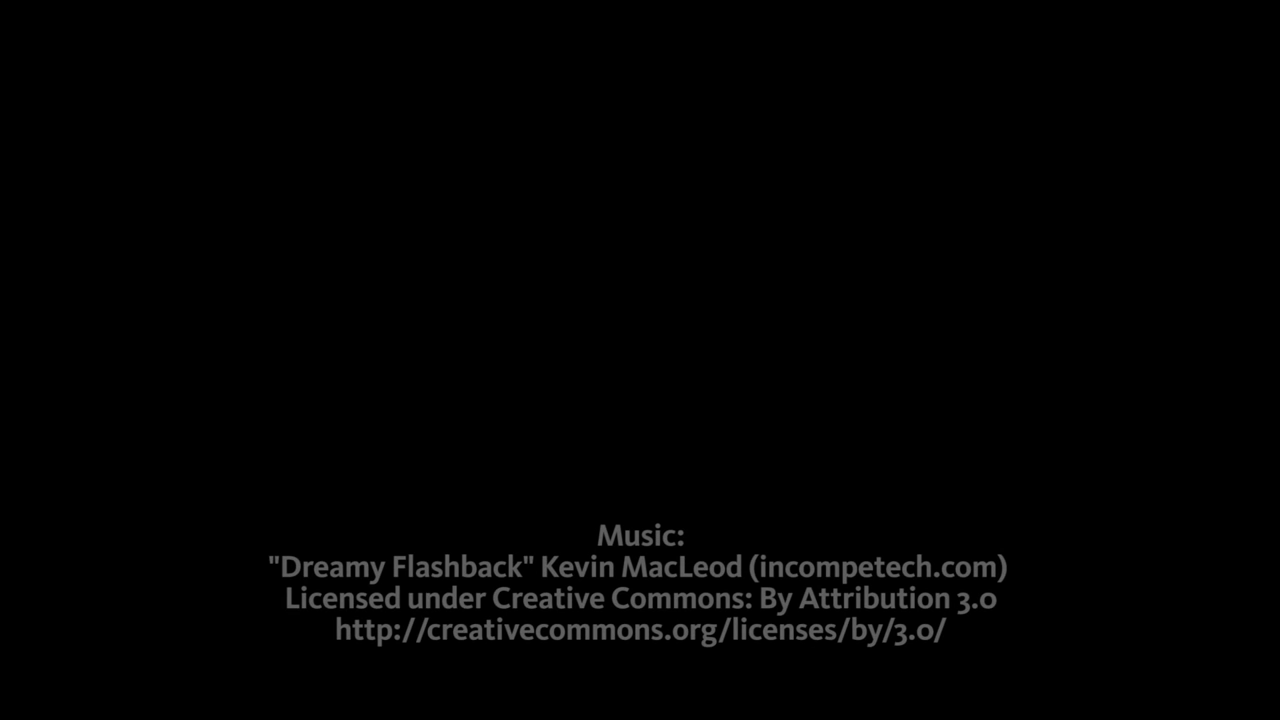 Music:
"Dreamy Flashback" Kevin MacLeod (incompetech.com)
Licensed under Creative Commons: By Attribution 3.0
http://creativecommons.org/licenses/by/3.0/